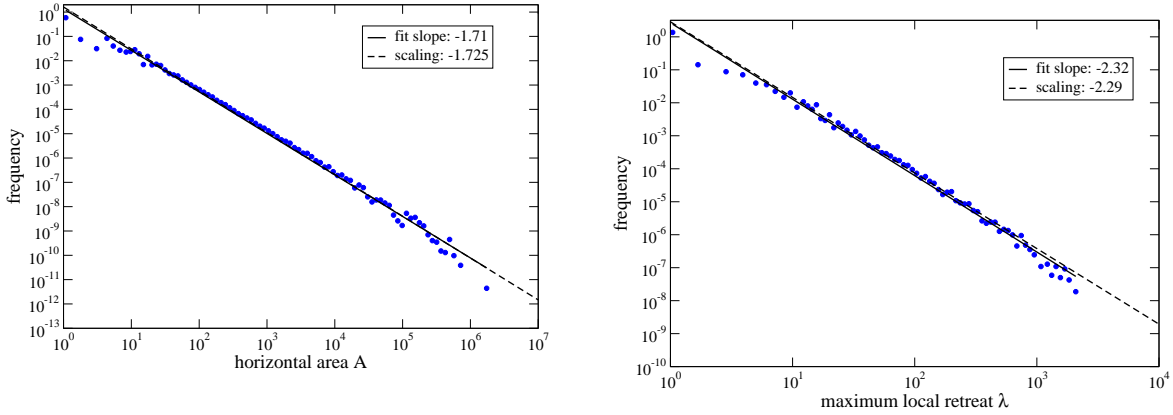 10^0
10^-1
10^-2
10^-3
10^-4
10^-5
10^-6
10^-7
10^-8
10^-9
10^-10
10^-11
10^-12
10^-13
frequency
fit slope: -1.71
scaling: -1.725
10^0 10^1 10^2 10^3 10^4 10^5 10^6 10^7
horizontal area A
10^0
10^-1
10^-2
10^-3
10^-4
10^-5
10^-6
10^-7
10^-8
10^-9
10^-10
frequency
fit slope: -2.32
scaling: -2.29
10^0 10^1 10^2 10^3 10^4
maximum local retreat λ